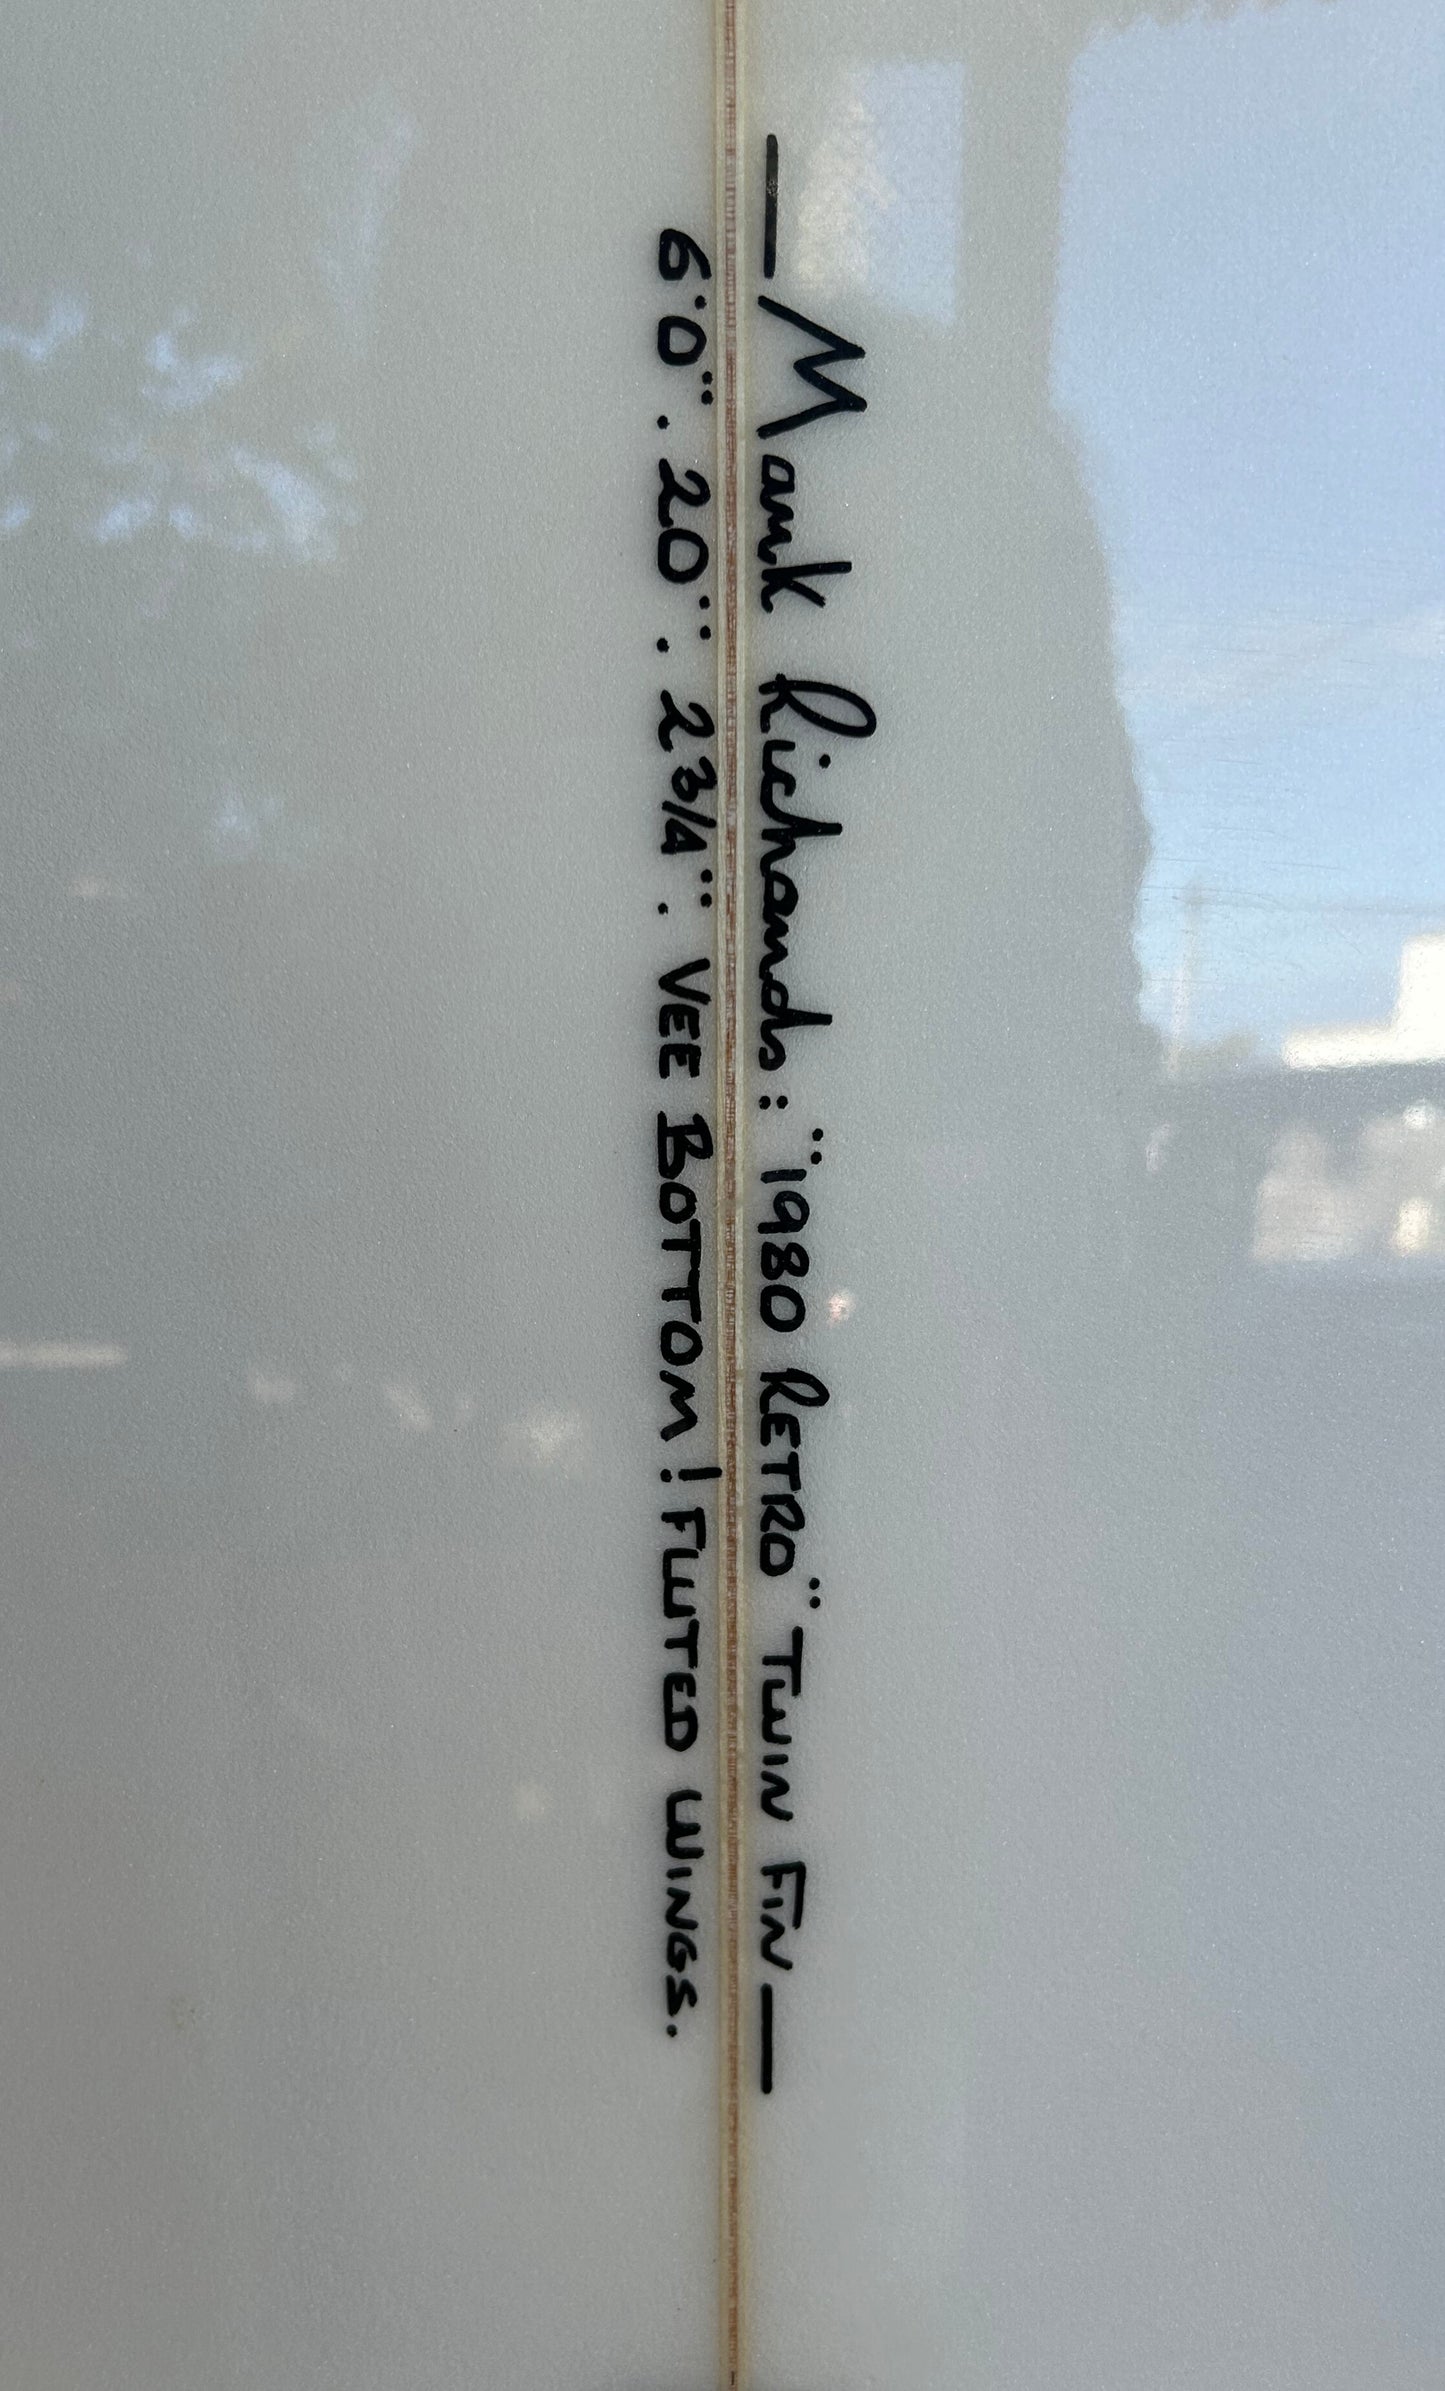 — Mark Richards: "1980 RETRO" TWIN FIN —
6'0". 20". 2 3/4". VEE BOTTOM! FLUTED WINGS.